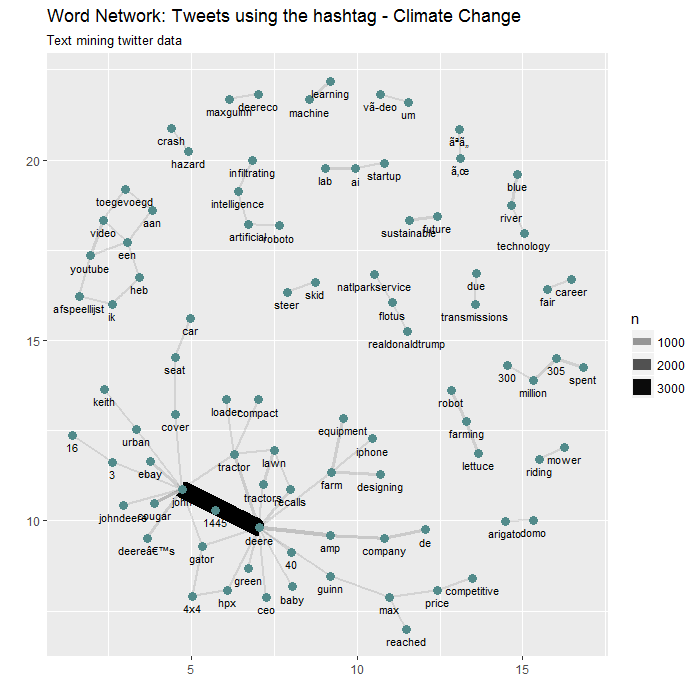 Word Network: Tweets using the hashtag - Climate Change
Text mining twitter data
learning
vã-deo
deereco
maxguinn
machine
um
crash
ãªã„
hazard
infiltrating
ã‚œ
lab
ai
startup
blue
toegevoegd
intelligence
aan
river
video
artificial
roboto
sustainable
future
technology
een
youtube
heb
natlparkservice
due
career
steer
skid
fair
afspeellijst
ik
flotus
transmissions
car
realdonaldtrump
seat
300
305
million
spent
keith
loader
compact
robot
cover
equipment
farming
16
urban
iphone
tractor
lawn
lettuce
mower
3
ebay
farm
designing
riding
john
tractors
recalls
johndeere
cougar
1445
arigato
domo
deereâ€™s
deere
amp
company
de
gator
40
green
guinn
4x4
hpx
ceo
baby
max
price
competitive
reached
20
15
10
5
10
15
n
1000
2000
3000